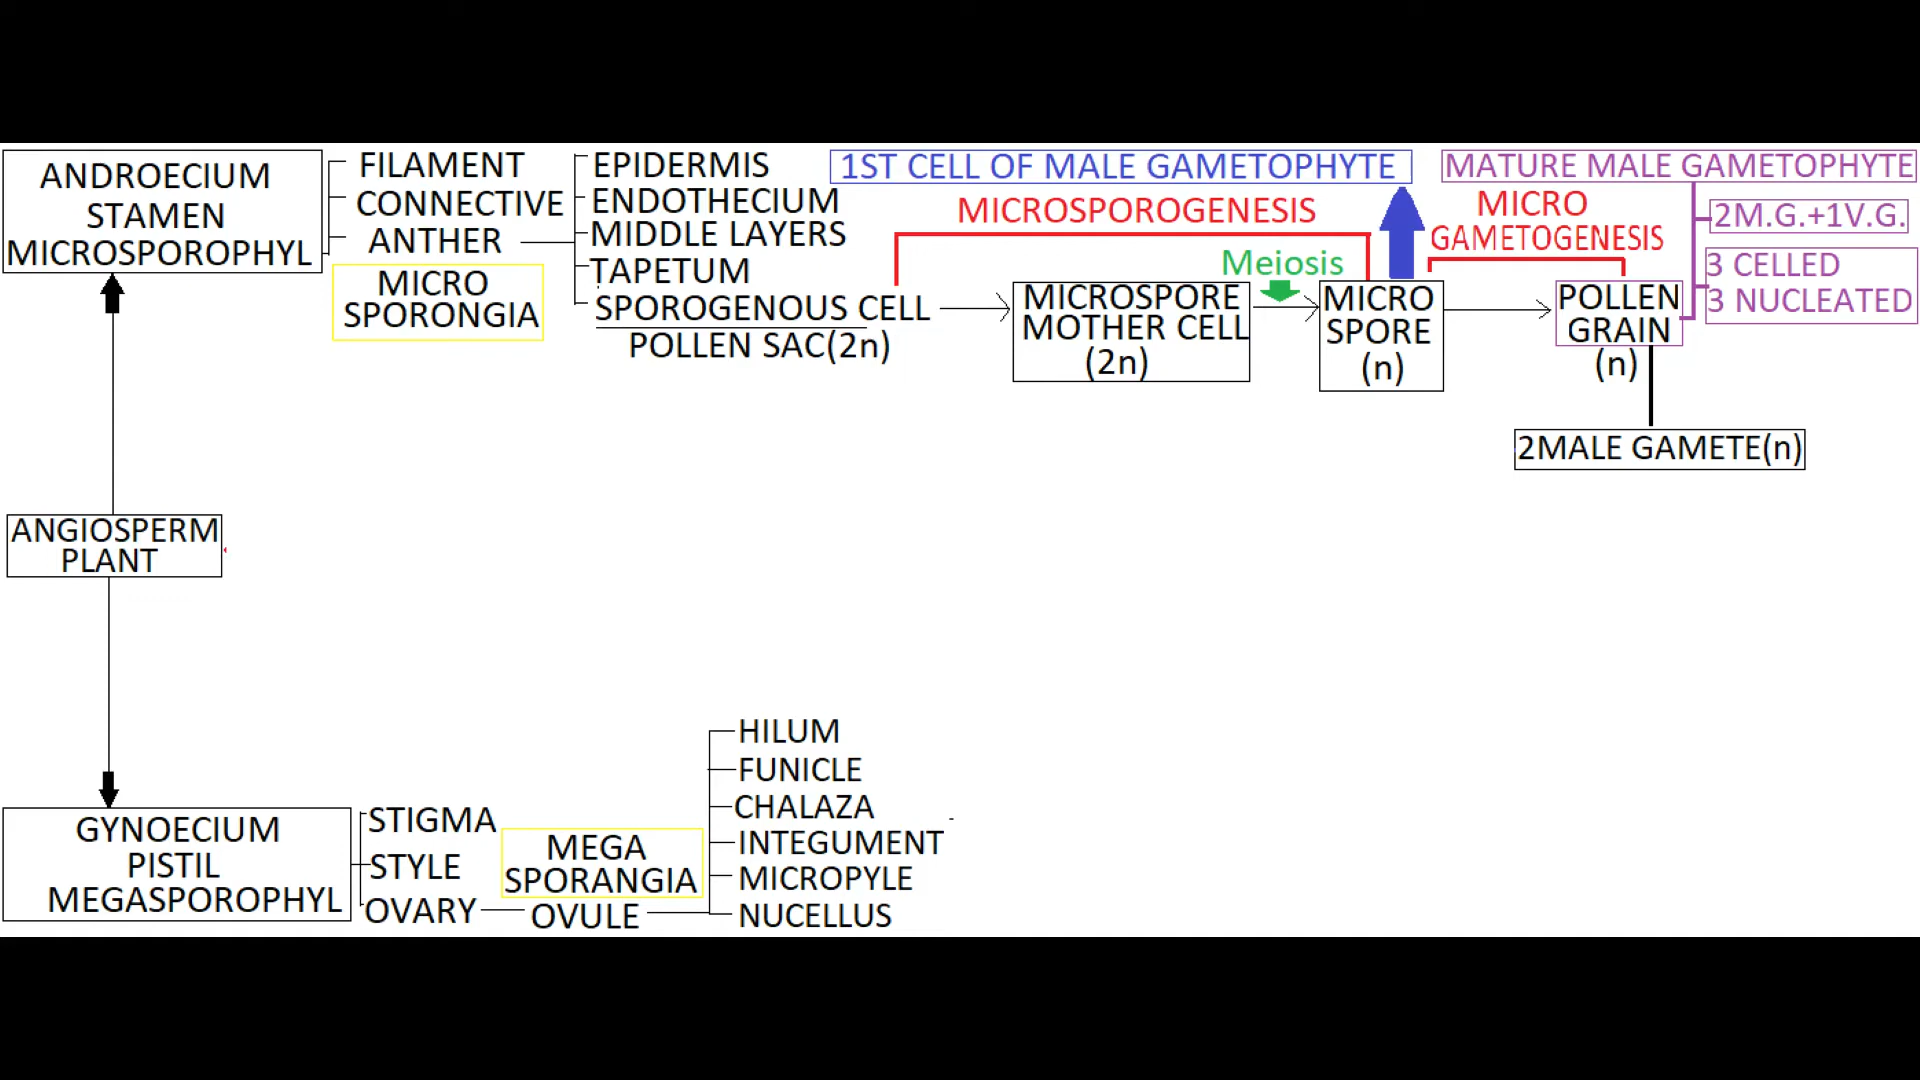 ANDROECIUM
STAMEN
MICROSPOROPHYL
FILAMENT
CONNECTIVE
ANTHER
MICRO
SPORONGIA
EPIDERMIS
ENDOTHECIUM
MIDDLE LAYERS
TAPETUM
SPOROGENOUS CELL
POLLEN SAC(2n)
1ST CELL OF MALE GAMETOPHYTE
MICROSPOROGENESIS
Meiosis
MICROSPORE
MOTHER CELL
(2n)
MICRO
SPORE
(n)
MATURE MALE GAMETOPHYTE
MICRO
GAMETOGENESIS
2M.G.+1V.G.
3 CELLED
3 NUCLEATED
POLLEN
GRAIN
(n)
2MALE GAMETE(n)
ANGIOSPERM
PLANT
GYNOECIUM
PISTIL
MEGASPOROPHYL
STIGMA
STYLE
OVARY
MEGA
SPORANGIA
OVULE
HILUM
FUNICLE
CHALAZA
INTEGUMENT
MICROPYLE
NUCELLUS